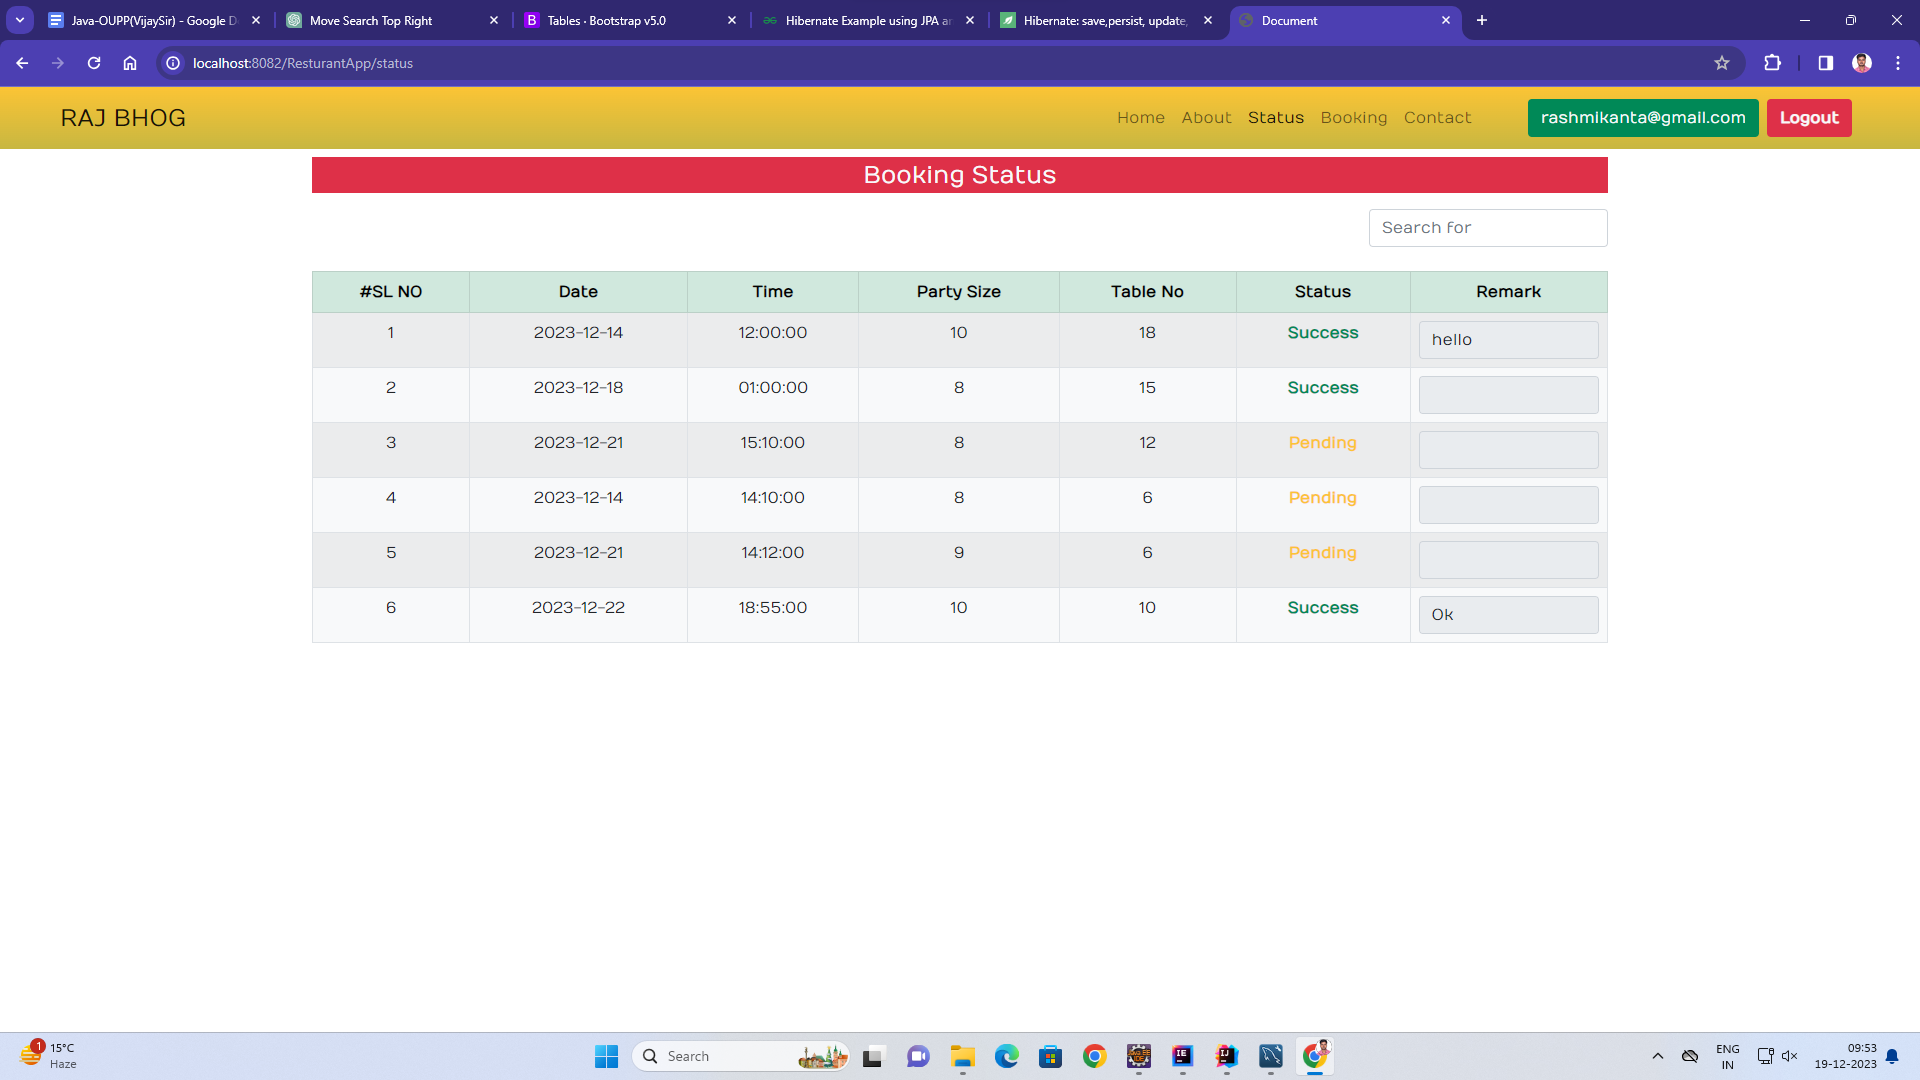 Java-OUPP(VijaySir) - Google D
Move Search Top Right
Tables · Bootstrap v5.0
Hibernate Example using JPA a
Hibernate: save,persist, update,
Document
localhost:8082/ResturantApp/status
RAJ BHOG
Home About Status Booking Contact
rashmikanta@gmail.com
Logout
Booking Status
Search for
#SL NO Date Time Party Size Table No Status Remark
1 2023-12-14 12:00:00 10 18 Success hello
2 2023-12-18 01:00:00 8 15 Success
3 2023-12-21 15:10:00 8 12 Pending
4 2023-12-14 14:10:00 8 6 Pending
5 2023-12-21 14:12:00 9 6 Pending
6 2023-12-22 18:55:00 10 10 Success Ok
1
15°C
Haze
Search
ENG
IN
09:53
19-12-2023